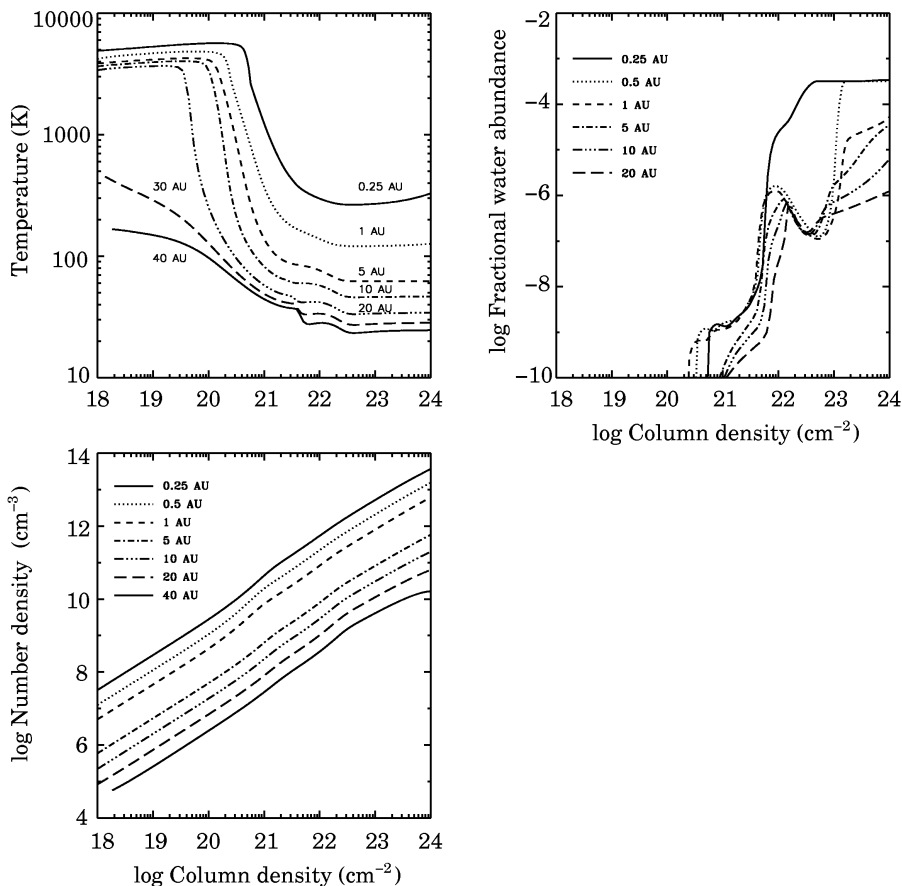 10000
1000
100
10
Temperature (K)
30 AU
40 AU
0.25 AU
1 AU
5 AU
10 AU
20 AU
18 19 20 21 22 23 24
−2
−4
−6
−8
−10
log Fractional water abundance
0.25 AU
0.5 AU
1 AU
5 AU
10 AU
20 AU
18 19 20 21 22 23 24
log Column density (cm−2)
14
12
10
8
6
4
log Number density (cm−3)
0.25 AU
0.5 AU
1 AU
5 AU
10 AU
20 AU
40 AU
18 19 20 21 22 23 24
log Column density (cm−2)